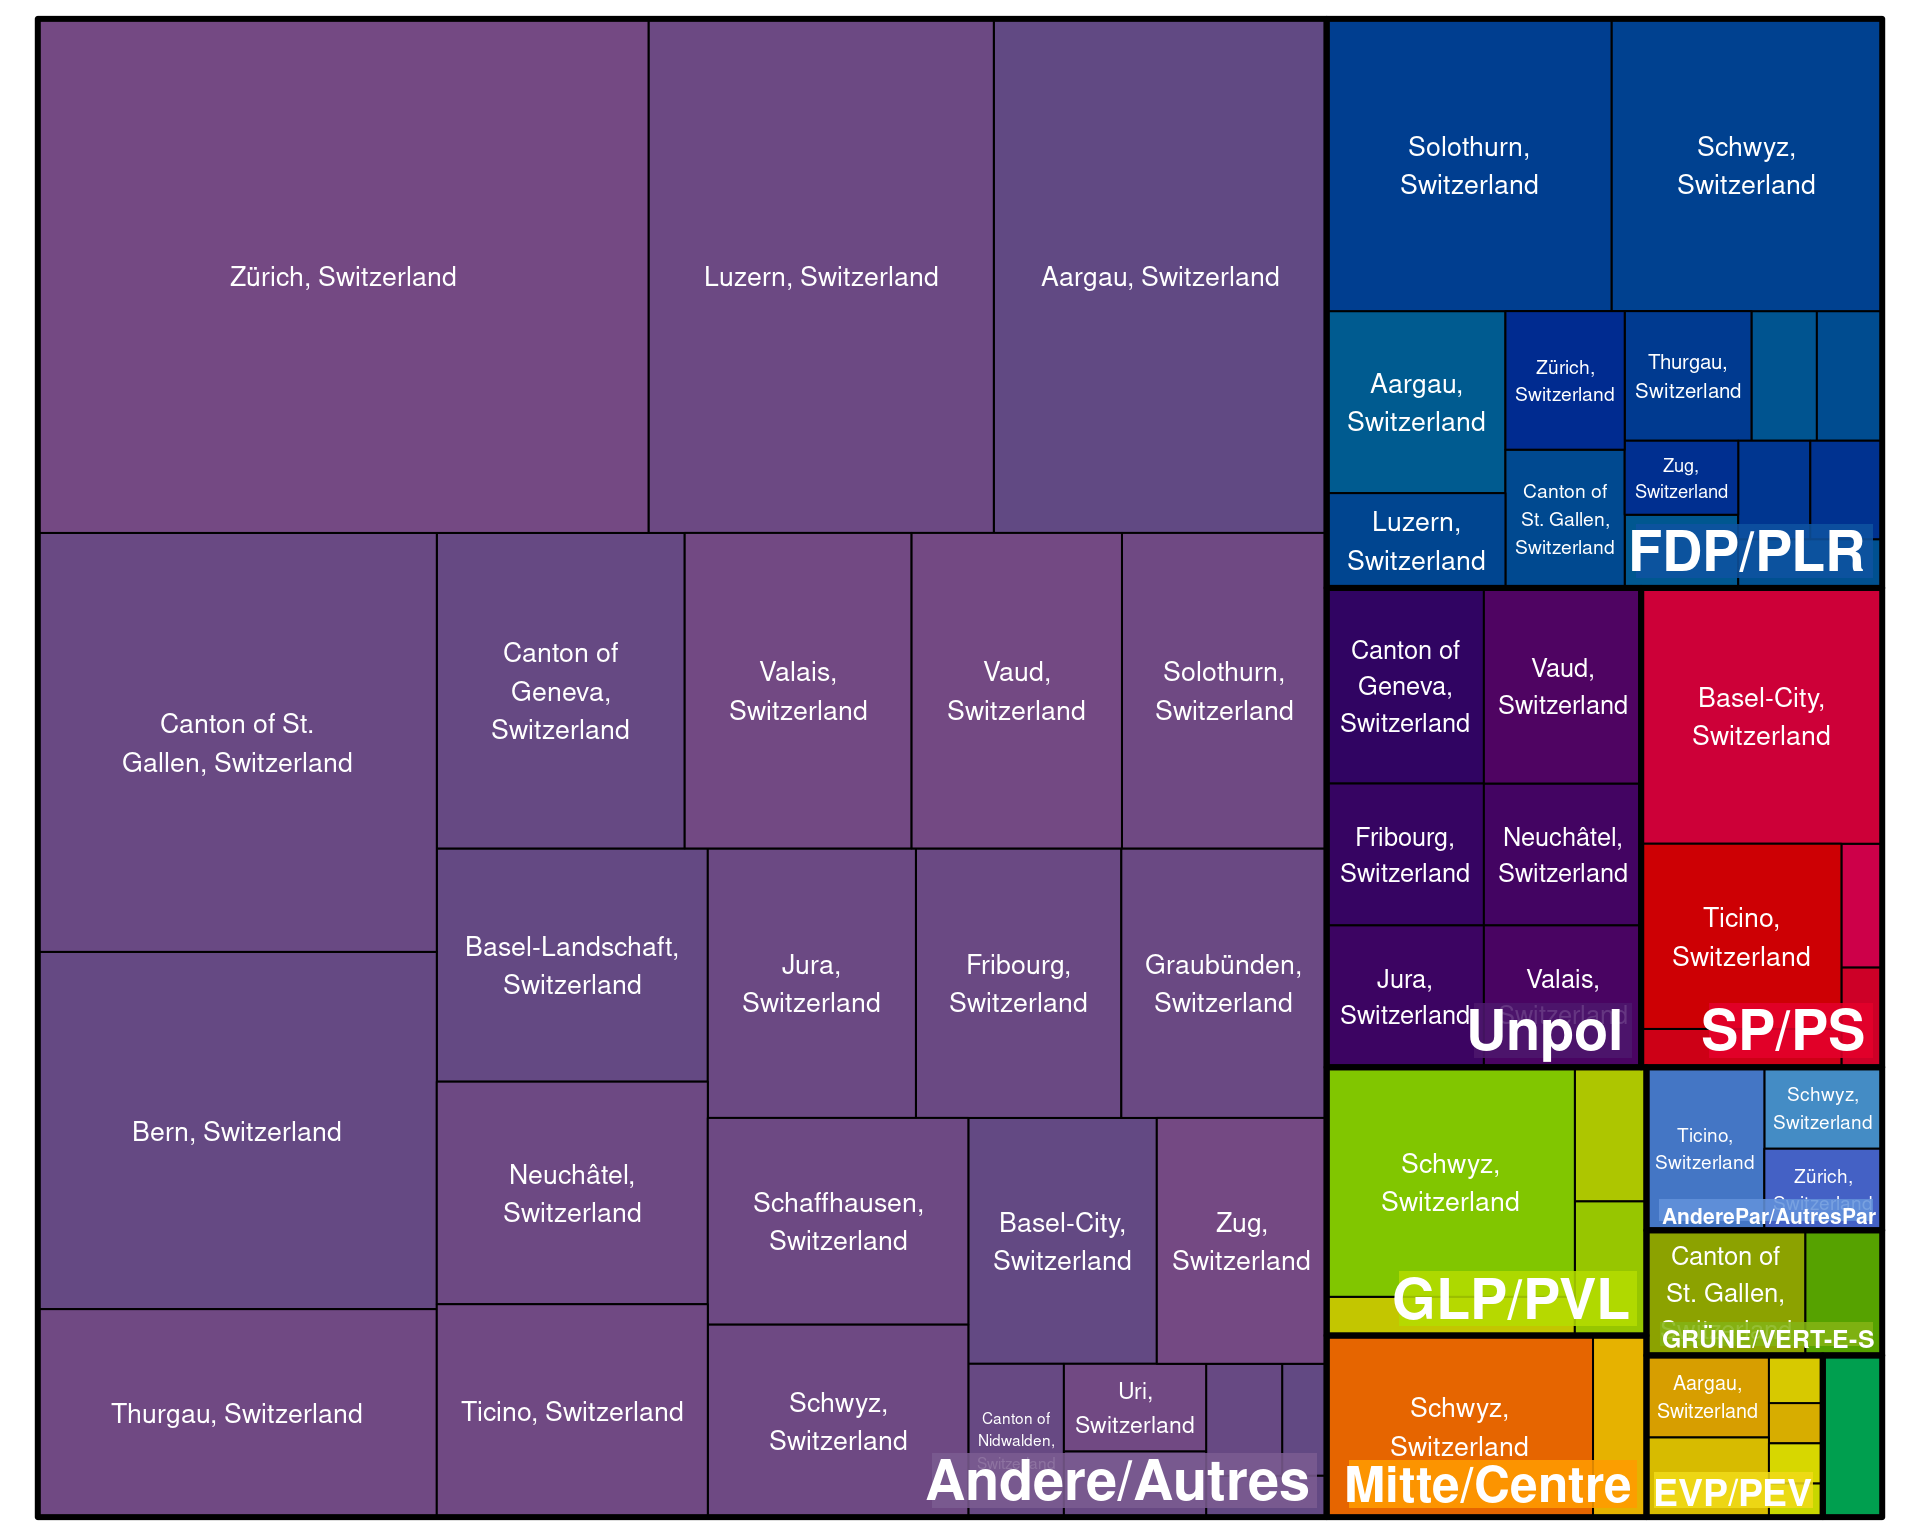 Zürich, Switzerland
Luzern, Switzerland
Aargau, Switzerland
Canton of St.
Gallen, Switzerland
Canton of
Geneva,
Switzerland
Valais,
Switzerland
Vaud,
Switzerland
Solothurn,
Switzerland
Bern, Switzerland
Basel-Landschaft,
Switzerland
Jura,
Switzerland
Fribourg,
Switzerland
Graubünden,
Switzerland
Neuchâtel,
Switzerland
Schaffhausen,
Switzerland
Basel-City,
Switzerland
Zug,
Switzerland
Thurgau, Switzerland
Ticino, Switzerland
Schwyz,
Switzerland
Canton of
Nidwalden,
Switzerland
Uri,
Switzerland
Andere/Autres
Solothurn,
Switzerland
Schwyz,
Switzerland
Aargau,
Switzerland
Zürich,
Switzerland
Thurgau,
Switzerland
Luzern,
Switzerland
Canton of
St. Gallen,
Switzerland
Zug,
Switzerland
FDP/PLR
Canton of
Geneva,
Switzerland
Vaud,
Switzerland
Fribourg,
Switzerland
Neuchâtel,
Switzerland
Jura,
Switzerland
Valais,
Switzerland
Unpol
Basel-City,
Switzerland
Ticino,
Switzerland
SP/PS
Schwyz,
Switzerland
GLP/PVL
Ticino,
Switzerland
Schwyz,
Switzerland
Zürich,
Switzerland
AnderePar/AutresPar
Canton of
St. Gallen,
Switzerland
GRÜNE/VERT-E-S
Schwyz,
Switzerland
Mitte/Centre
Aargau,
Switzerland
EVP/PEV